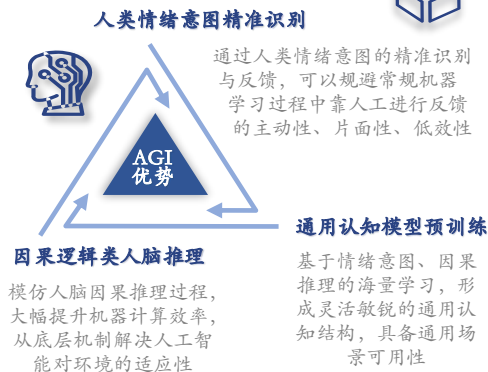 人类情绪意图精准识别
通过人类情绪意图的精准识别
与反馈，可以规避常规机器
学习过程中靠人工进行反馈
的主动性、片面性、低效性
AGI
优势
因果逻辑类人脑推理
模仿人脑因果推理过程，
大幅提升机器计算效率，
从底层机制解决人工智
能对环境的适应性
通用认知模型预训练
基于情绪意图、因果
推理的海量学习，形
成灵活敏锐的通用认
知结构，具备通用场
景可用性